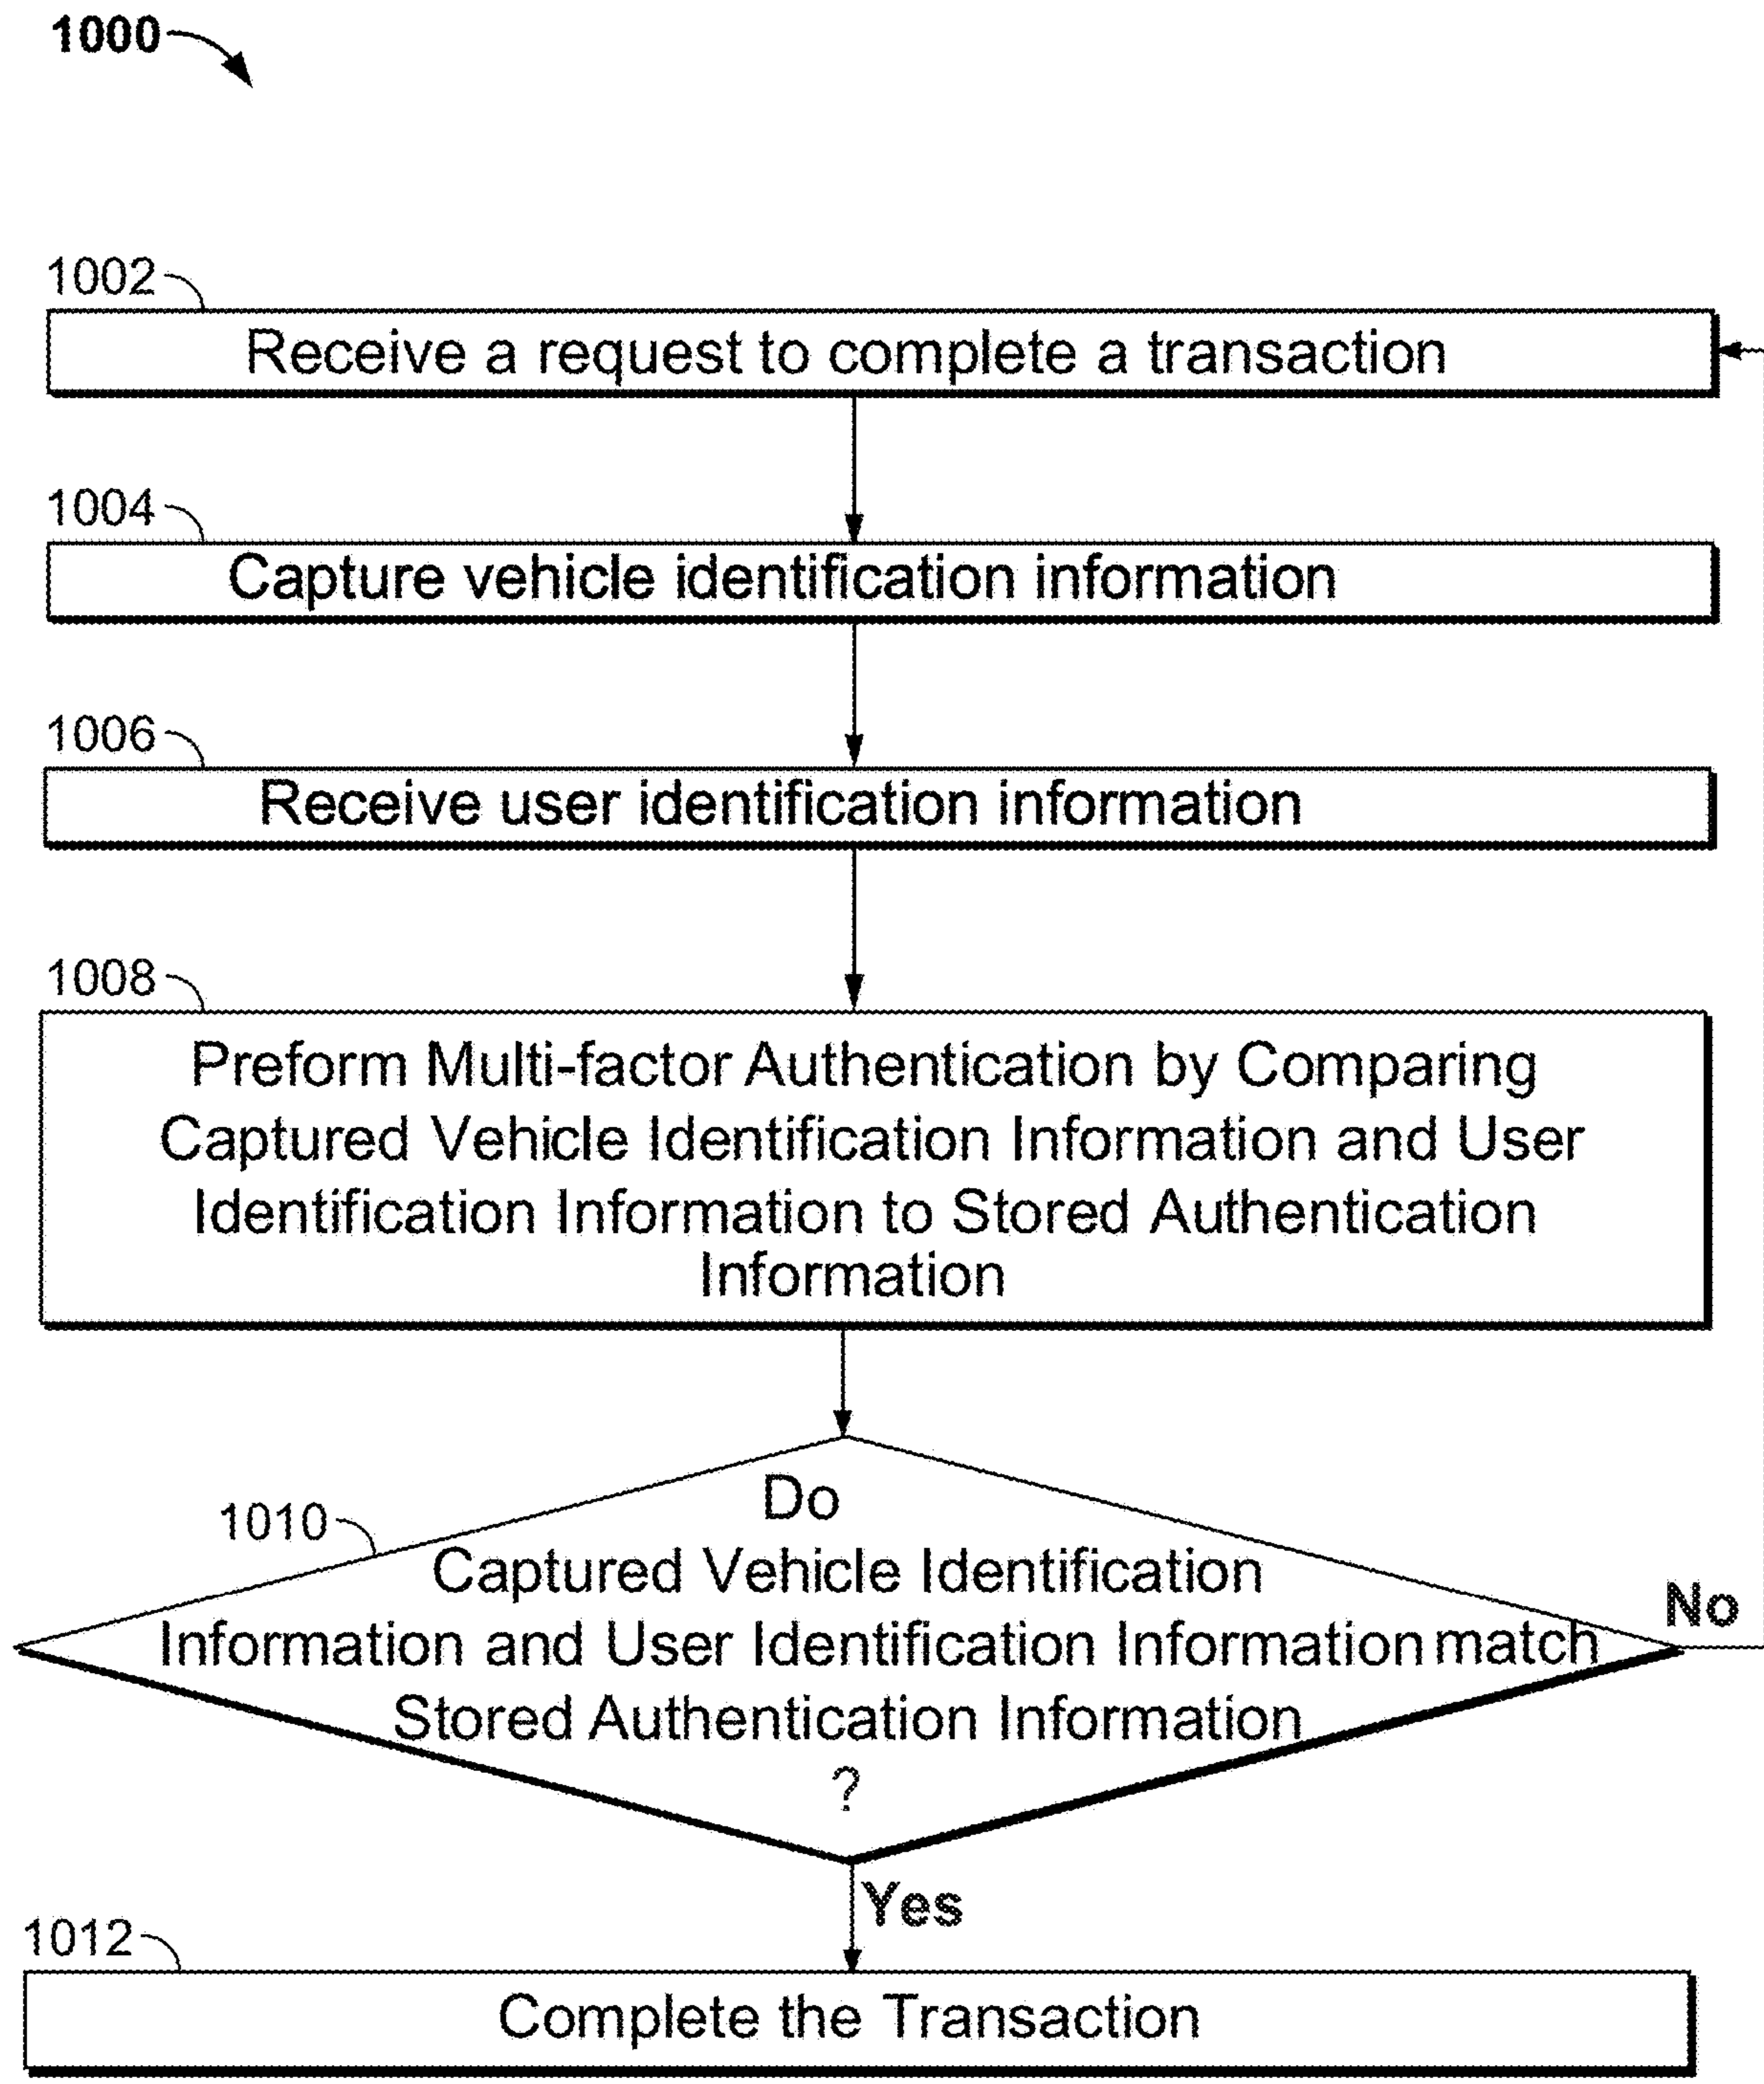 1000
1002
Receive a request to complete a transaction
1004
Capture vehicle identification information
1006
Receive user identification information
1008
Preform Multi-factor Authentication by Comparing
Captured Vehicle Identification Information and User
Identification Information to Stored Authentication
Information
1010
Do
Captured Vehicle Identification
Information and User Identification Information match
Stored Authentication Information
?
No
Yes
1012
Complete the Transaction